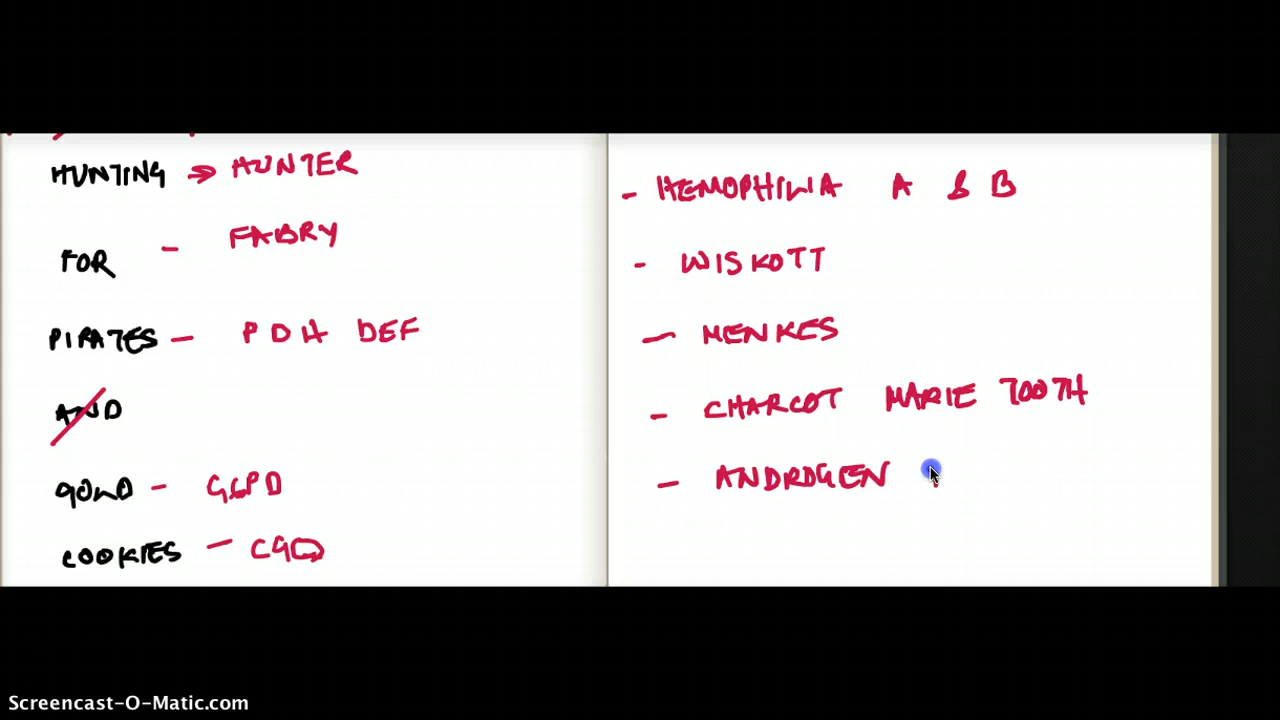 HUNTING → HUNTER
FOR - FABRY
PIRATES - PDH DEF
AND
GOLD - G6PD
COOKIES - CGD
- HEMOPHILIA A & B
- WISKOTT
- MENKES
- CHARCOT MARIE TOOTH
- ANDROGEN
Screencast-O-Matic.com